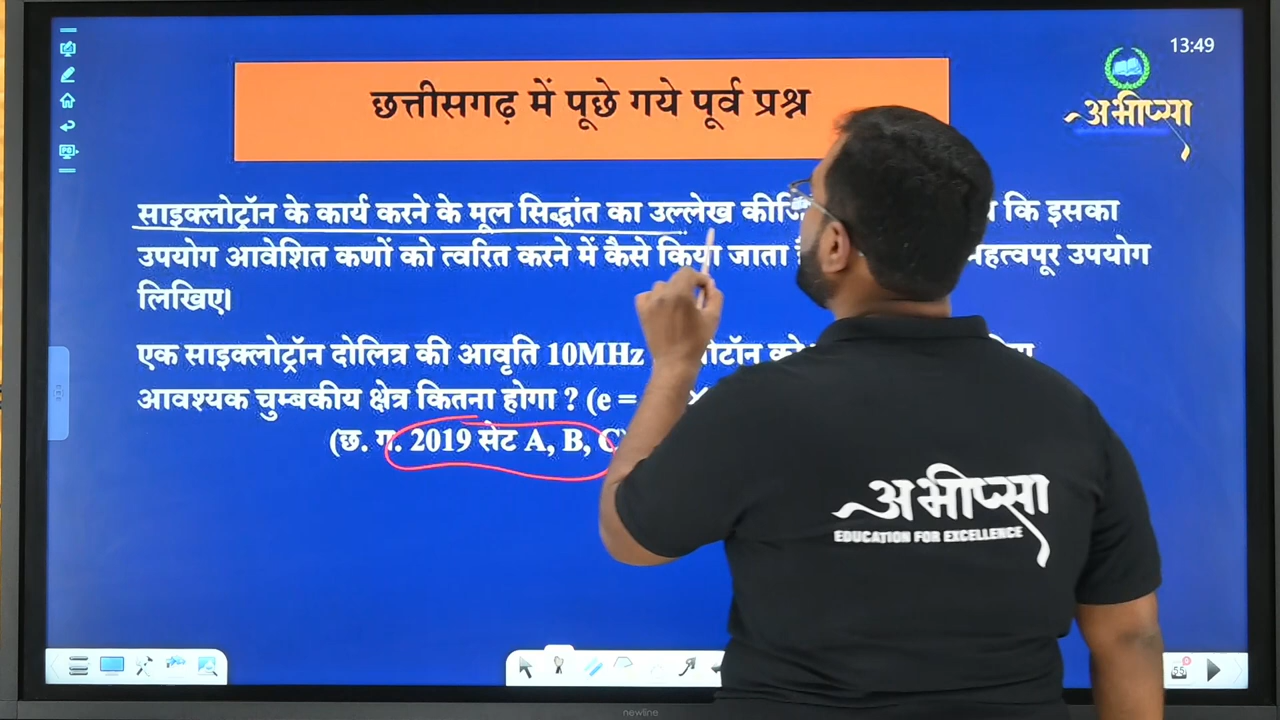 13:49
छत्तीसगढ़ में पूछे गये पूर्व प्रश्न
अभीप्सा
साइक्लोट्रॉन के कार्य करने के मूल सिद्धांत का उल्लेख कि इसका
उपयोग आवेशित कणों को त्वरित करने में कैसे किया जाता महत्वपूर उपयोग
लिखिए।
एक साइक्लोट्रॉन दोलित्र की आवृति 10MHz
आवश्यक चुम्बकीय क्षेत्र कितना होगा ? (e =
(छ. ग. 2019 सेट A, B, C
अभीप्सा
EDUCATION FOR EXCELLENCE
newline